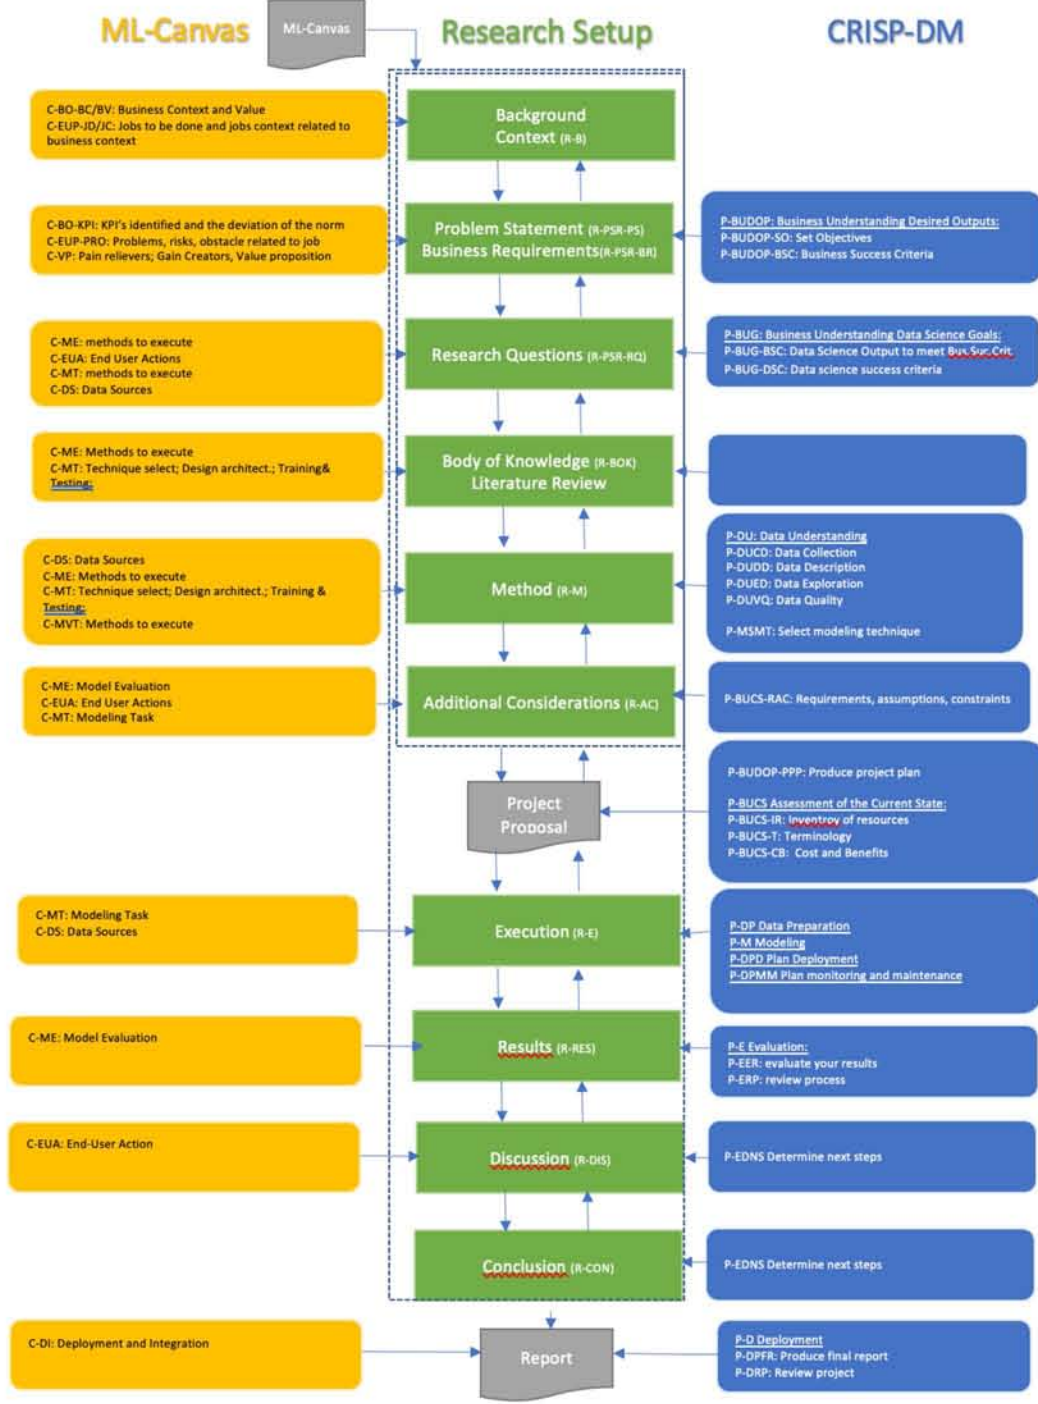 ML-Canvas
ML-Canvas
Research Setup
CRISP-DM
C-BO-BC/BV: Business Context and Value
C-EUP-JD/JC: Jobs to be done and jobs context related to
business context
Background
Context (R-B)
C-BO-KPI: KPI's identified and the deviation of the norm
C-EUP-PRO: Problems, risks, obstacle related to job
C-VP: Pain relievers; Gain Creators, Value proposition
Problem Statement (R-PSR-PS)
Business Requirements(R-PSR-BR)
P-BUDOP: Business Understanding Desired Outputs:
P-BUDOP-SO: Set Objectives
P-BUDOP-BSC: Business Success Criteria
C-ME: methods to execute
C-EUA: End User Actions
C-MT: methods to execute
C-DS: Data Sources
Research Questions (R-PSR-RQ)
P-BUG: Business Understanding Data Science Goals:
P-BUG-BSC: Data Science Output to meet Bus.Suc.Crit.
P-BUG-DSC: Data science success criteria
C-ME: Methods to execute
C-MT: Technique select; Design architect.; Training&
Testing;
Body of Knowledge (R-BOK)
Literature Review
C-DS: Data Sources
C-ME: Methods to execute
C-MT: Technique select; Design architect.; Training &
Testing;
C-MVT: Methods to execute
Method (R-M)
P-DU: Data Understanding
P-DUCD: Data Collection
P-DUDD: Data Description
P-DUED: Data Exploration
P-DUVQ: Data Quality
P-MSMT: Select modeling technique
C-ME: Model Evaluation
C-EUA: End User Actions
C-MT: Modeling Task
Additional Considerations (R-AC)
P-BUCS-RAC: Requirements, assumptions, constraints
Project
Proposal
P-BUDOP-PPP: Produce project plan
P-BUCS Assessment of the Current State:
P-BUCS-IR: Inventroy of resources
P-BUCS-T: Terminology
P-BUCS-CB: Cost and Benefits
C-MT: Modeling Task
C-DS: Data Sources
Execution (R-E)
P-DP Data Preparation
P-M Modeling
P-DPD Plan Deployment
P-DPMM Plan monitoring and maintenance
C-ME: Model Evaluation
Results (R-RES)
P-E Evaluation:
P-EER: evaluate your results
P-ERP: review process
C-EUA: End-User Action
Discussion (R-DIS)
P-EDNS Determine next steps
Conclusion (R-CON)
P-EDNS Determine next steps
C-DI: Deployment and Integration
Report
P-D Deployment
P-DPFR: Produce final report
P-DRP: Review project